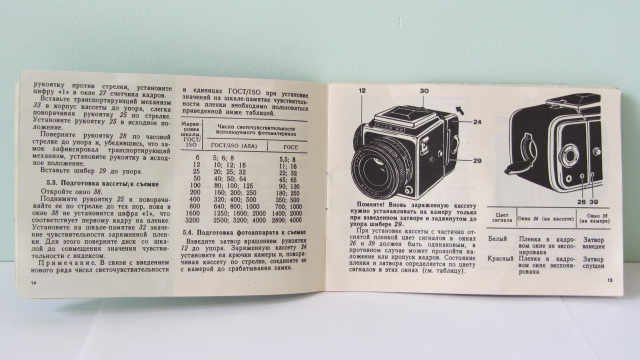 рукоятку против стрелки, установите
цифру «1» в окне 27 счетчика кадров.
Вставьте транспортирующий механизм
33 в корпус кассеты до упора, слегка
поворачивая рукоятку 25 по стрелке.
Установите рукоятку 25 в исходное по-
ложение.
Поверните рукоятку 26 по часовой
стрелке до упора и, убедившись, что за-
мок зафиксировал транспортирующий
механизм, установите рукоятку в исход-
ное положение.
Вставьте шибер 29 до упора.
5.3. Подготовка кассеты к съемке
Откройте окно 38.
Поднимите рукоятку 25 и поворачи-
вайте ее по стрелке до тех пор, пока в
окне 38 не установится цифра «1», что
соответствует первому кадру на пленке.
Установите на шкале-памятке 32 значе-
ние чувствительности заряженной плен-
ки. Для этого поверните диск со шка-
лой до совмещения значения чувстви-
тельности с индексом.
Примечание. В связи с введением
нового ряда чисел светочувствительности
14
в единицах ГОСТ/ISO при установке
значений на шкале-памятке чувствитель-
ности пленки необходимо пользоваться
приведенной ниже таблицей.
Марки-
ровка
шкалы
ГОСТ/
ISO
Числа светочувствительности
используемого фотоматериала
ГОСТ/ISO (ASA) ГОСТ
6 5; 6; 8 5,5; 8
12 10; 12; 16 11; 16
25 20; 25; 32 22; 32
50 40; 50; 64 45; 65
100 80; 100; 125 90; 130
200 160; 200; 250 180; 250
400 320; 400; 500 350; 500
800 640; 800; 1000 700; 1000
1600 1250; 1600; 2000 1400; 2000
3200 2500; 3200; 4000 2800; 4000
5.4. Подготовка фотоаппарата к съемке
Взведите затвор вращением рукоятки
12 до упора. Заряженную кассету 24
установите на крючки камеры и, повора-
чивая кассету по стрелке, соедините ее
с камерой до срабатывания замка.
12
30
24
29
26 39
Помните! Вновь заряженную кассету
нужно устанавливать на камеру только
при взведенном затворе и задвинутом до
упора шибере 29.
При установке кассеты с частично от-
снятой пленкой цвет сигналов в окнах
26 и 39 должен быть одинаковым, в
противном случае может произойти на-
ложение или пропуск кадров. Состояние
пленки и затвора определяется по цвету
сигналов в этих окнах (см. таблицу).
Цвет
сигнала
Окно 26 (на кассете)
Окно 39
(на камере)
Белый Пленка в кадро- Затвор
вом окне не экспо- взведен
нирована
Красный Пленка в кадро- Затвор
вом окне экспони- спущен
рована
15